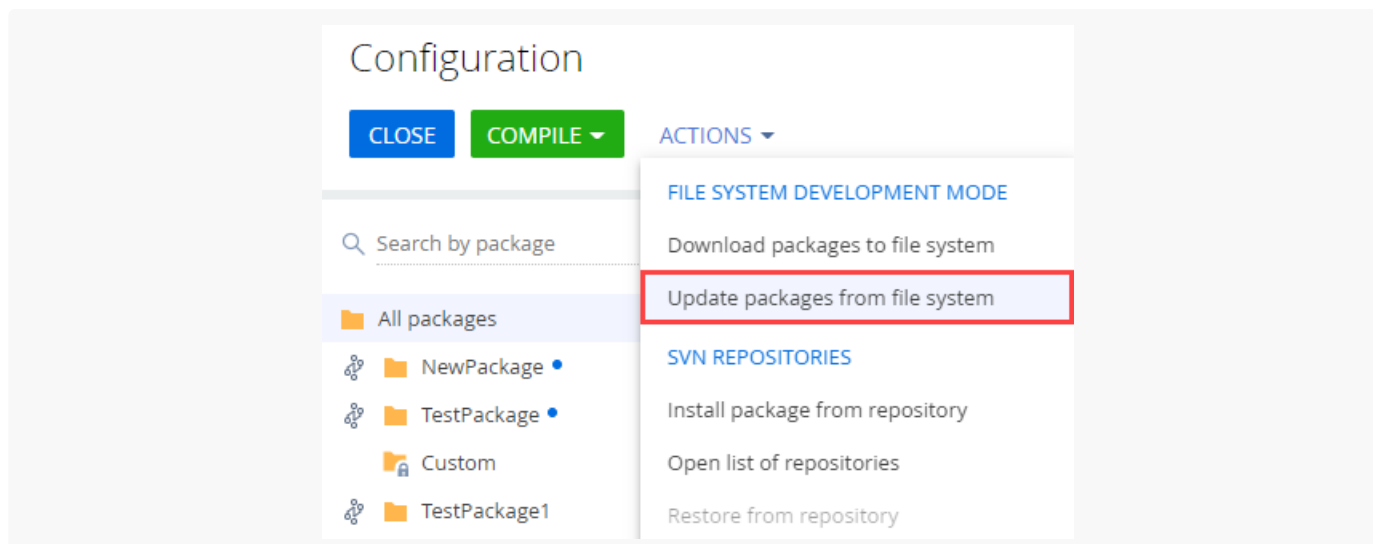 Configuration
CLOSE
COMPILE
ACTIONS
FILE SYSTEM DEVELOPMENT MODE
Search by package
Download packages to file system
Update packages from file system
All packages
SVN REPOSITORIES
NewPackage
Install package from repository
TestPackage
Open list of repositories
Custom
TestPackage1
Restore from repository